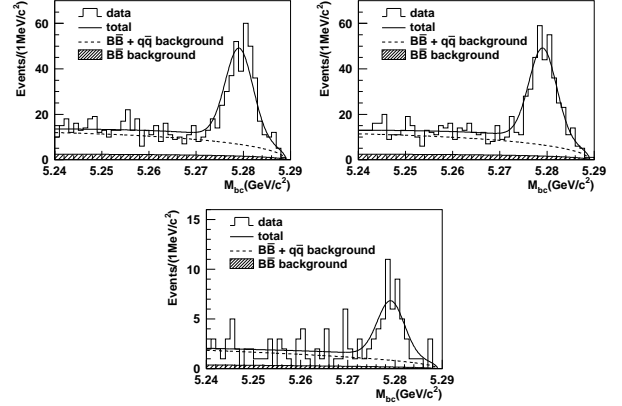 Events/(1MeV/c²)
60
40
20
0
data
total
BB̄ + qq̄ background
BB̄ background
5.24 5.25 5.26 5.27 5.28 5.29
M_bc(GeV/c²)
Events/(1MeV/c²)
60
40
20
0
data
total
BB̄ + qq̄ background
BB̄ background
5.24 5.25 5.26 5.27 5.28 5.29
M_bc(GeV/c²)
Events/(1MeV/c²)
15
10
5
0
data
total
BB̄ + qq̄ background
BB̄ background
5.24 5.25 5.26 5.27 5.28 5.29
M_bc(GeV/c²)